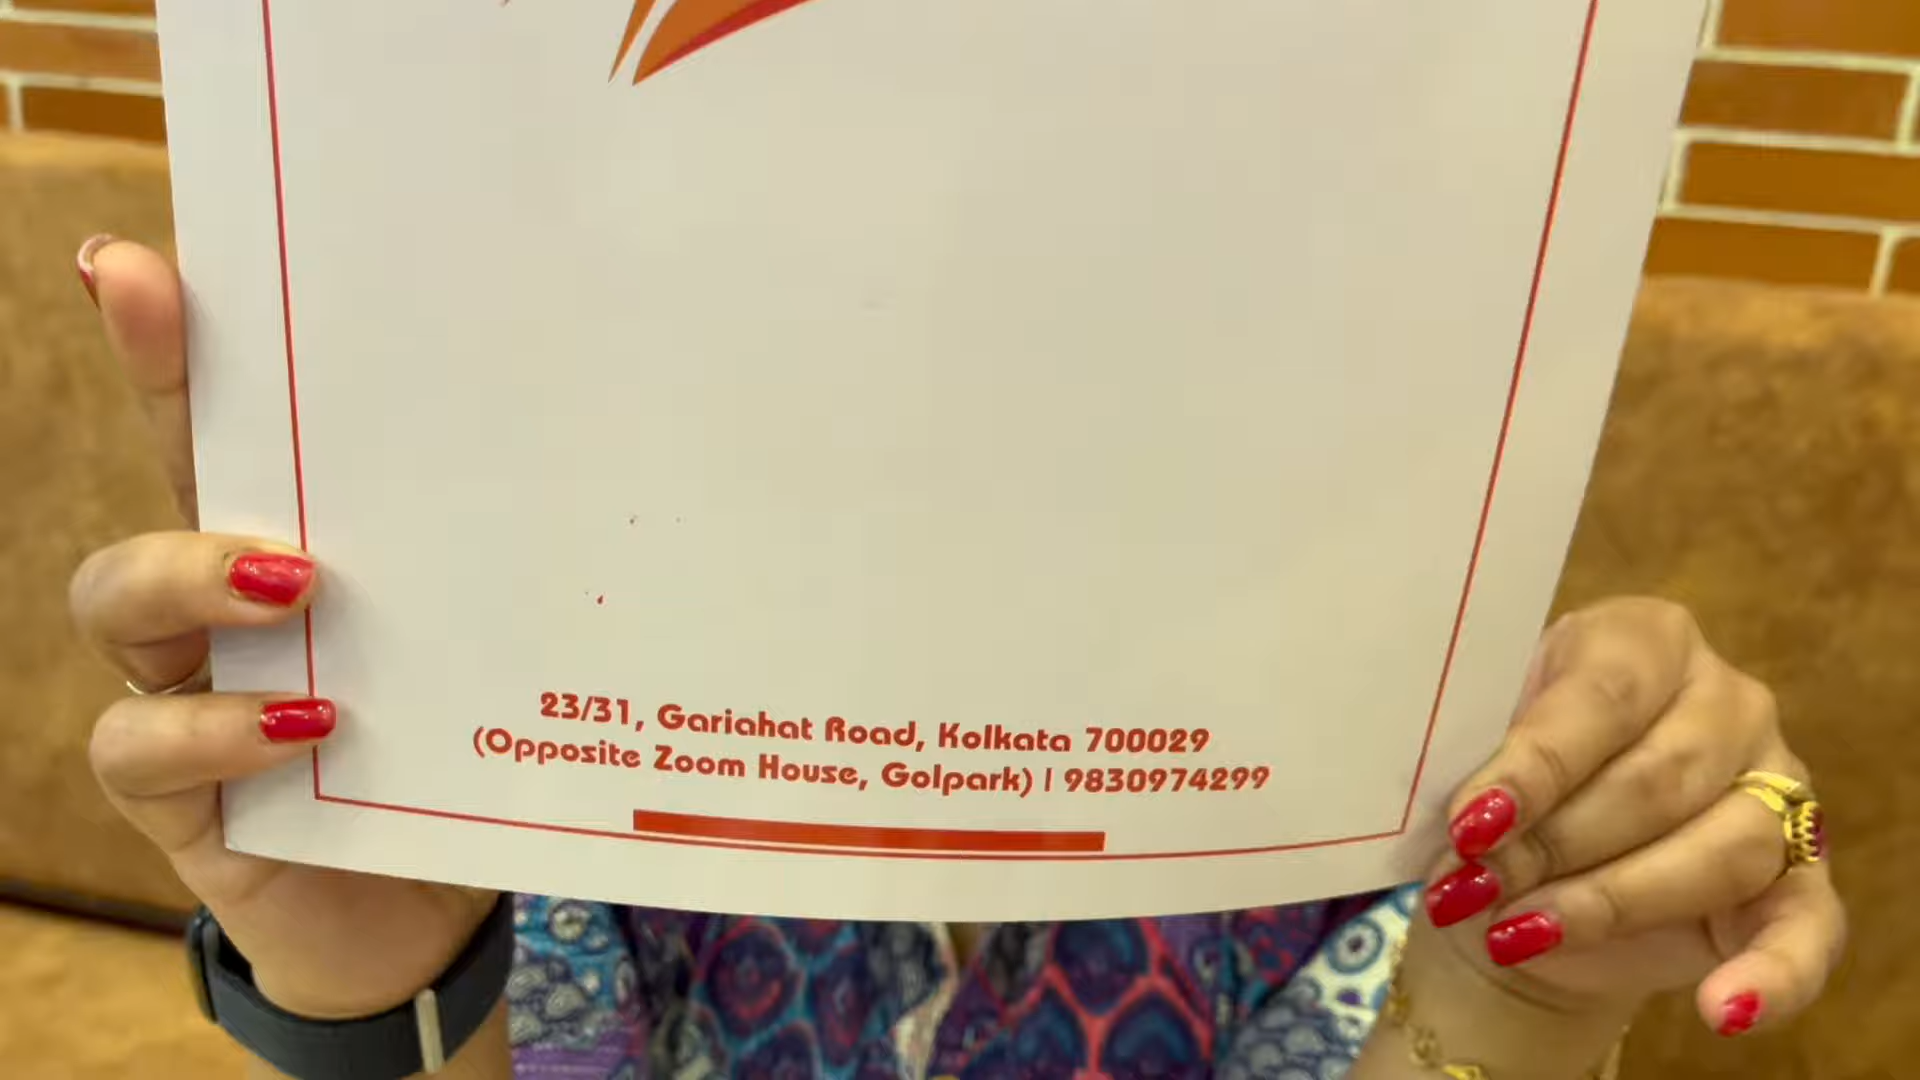 23/31, Gariahat Road, Kolkata 700029
(Opposite Zoom House, Golpark) | 9830974299